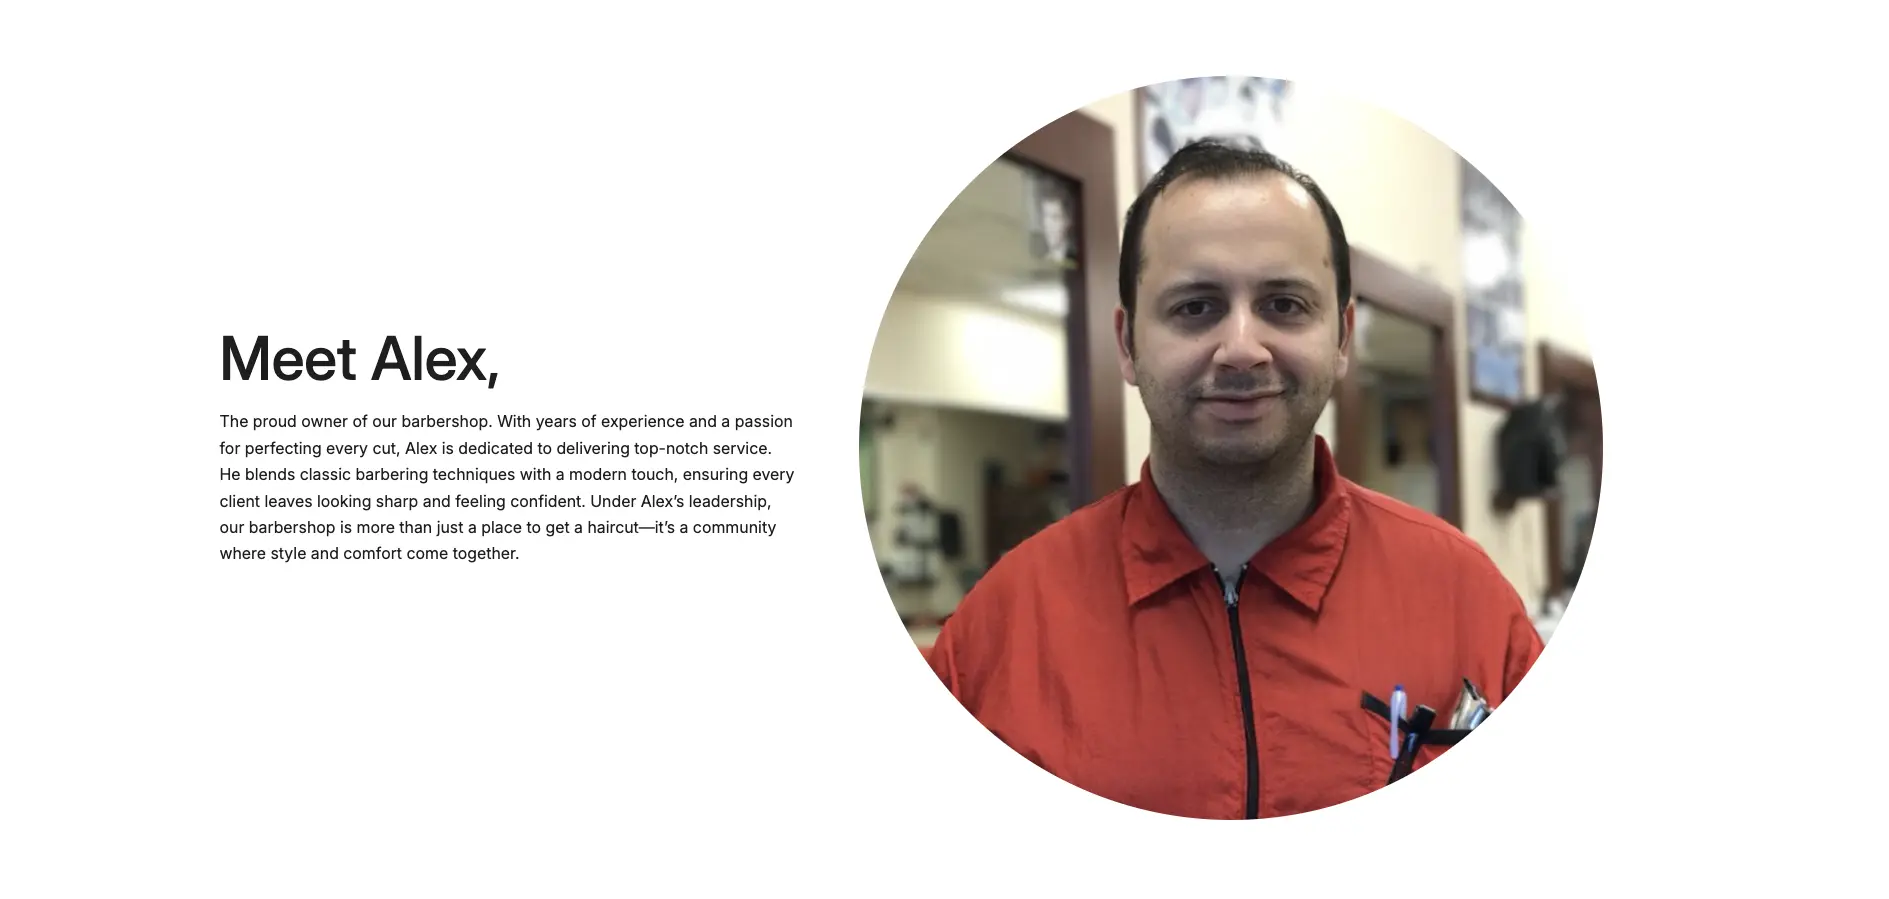 Meet Alex,
The proud owner of our barbershop. With years of experience and a passion
for perfecting every cut, Alex is dedicated to delivering top-notch service.
He blends classic barbering techniques with a modern touch, ensuring every
client leaves looking sharp and feeling confident. Under Alex’s leadership,
our barbershop is more than just a place to get a haircut—it’s a community
where style and comfort come together.